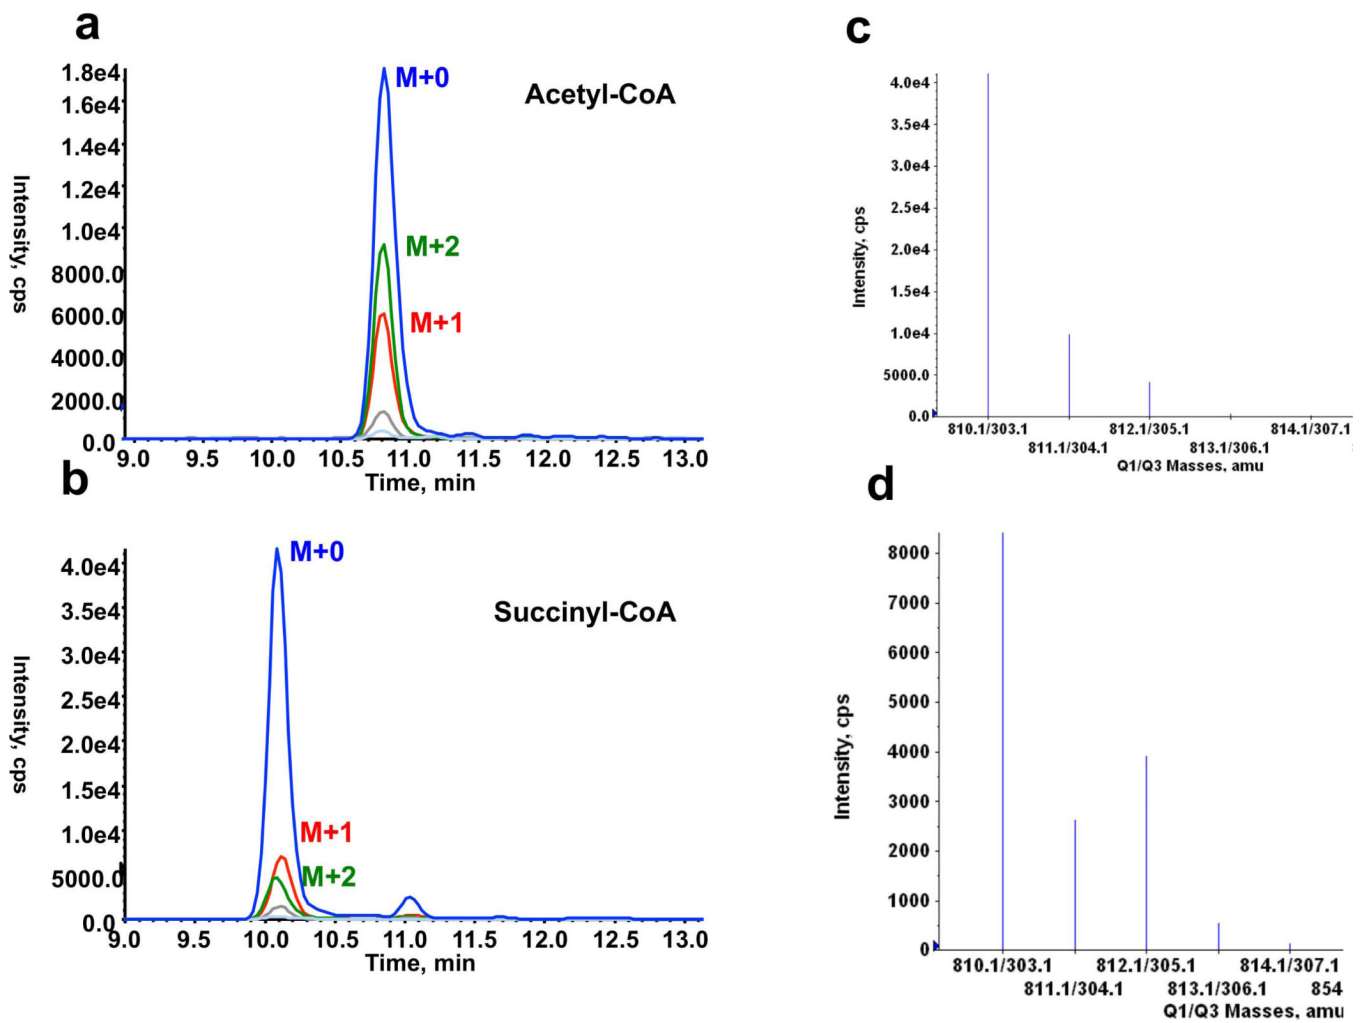 a
1.8e4
1.6e4
1.4e4
1.2e4
1.0e4
8000.0
6000.0
4000.0
2000.0
0.0
Intensity, cps
M+0
Acetyl-CoA
M+2
M+1
9.0 9.5 10.0 10.5 11.0 11.5 12.0 12.5 13.0
Time, min
b
4.0e4
3.5e4
3.0e4
2.5e4
2.0e4
1.5e4
1.0e4
5000.0
0.0
Intensity, cps
M+0
Succinyl-CoA
M+1
M+2
9.0 9.5 10.0 10.5 11.0 11.5 12.0 12.5 13.0
Time, min
c
4.0e4
3.5e4
3.0e4
2.5e4
2.0e4
1.5e4
1.0e4
5000.0
0.0
Intensity, cps
810.1/303.1 812.1/305.1 814.1/307.1
811.1/304.1 813.1/306.1
Q1/Q3 Masses, amu
d
8000
7000
6000
5000
4000
3000
2000
1000
0
Intensity, cps
810.1/303.1 812.1/305.1 814.1/307.1
811.1/304.1 813.1/306.1 854
Q1/Q3 Masses, amu